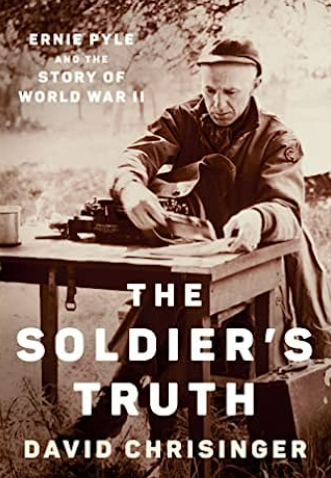 ERNIE PYLE
AND THE
STORY OF
WORLD WAR II
THE
SOLDIER'S
TRUTH
DAVID CHRISINGER